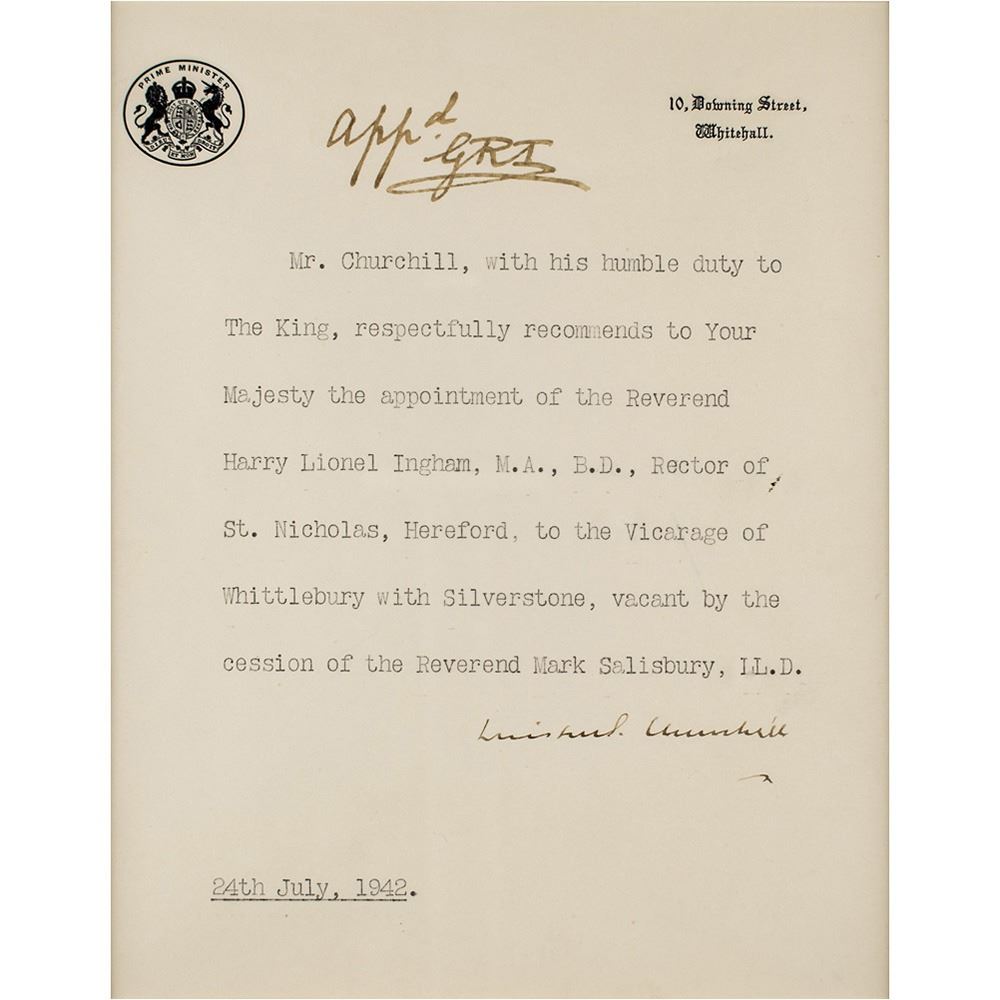 PRIME MINISTER
10, Downing Street,
Whitehall.
Appd.
GRI
Mr. Churchill, with his humble duty to
The King, respectfully recommends to Your
Majesty the appointment of the Reverend
Harry Lionel Ingham, M.A., B.D., Rector of
St. Nicholas, Hereford, to the Vicarage of
Whittlebury with Silverstone, vacant by the
cession of the Reverend Mark Salisbury, LL.D.
Winston S. Churchill
24th July, 1942.